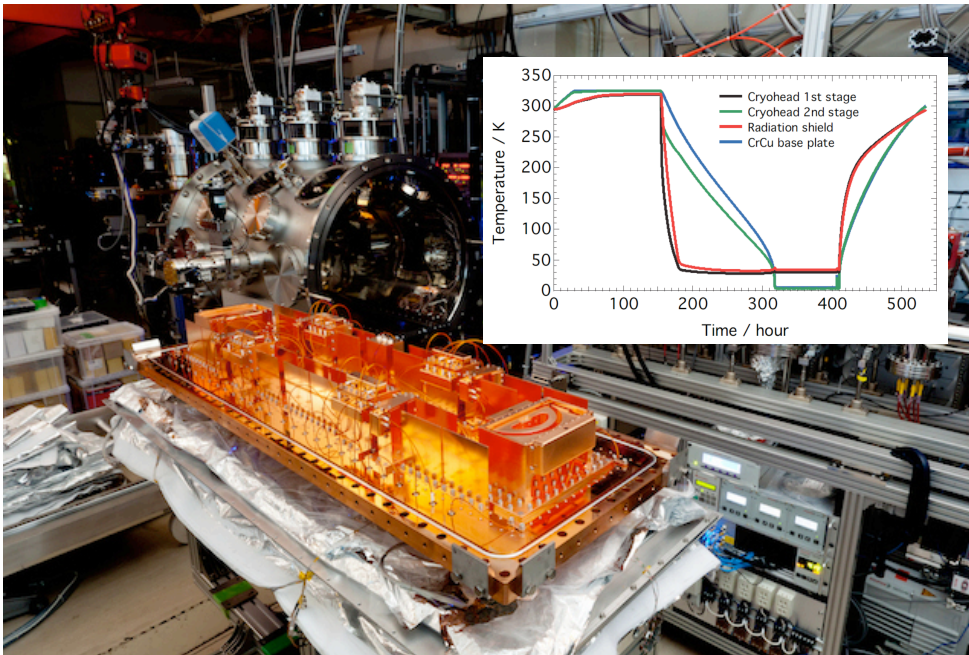 350
300
250
200
150
100
50
0
Temperature / K
Cryohead 1st stage
Cryohead 2nd stage
Radiation shield
CrCu base plate
0 100 200 300 400 500
Time / hour